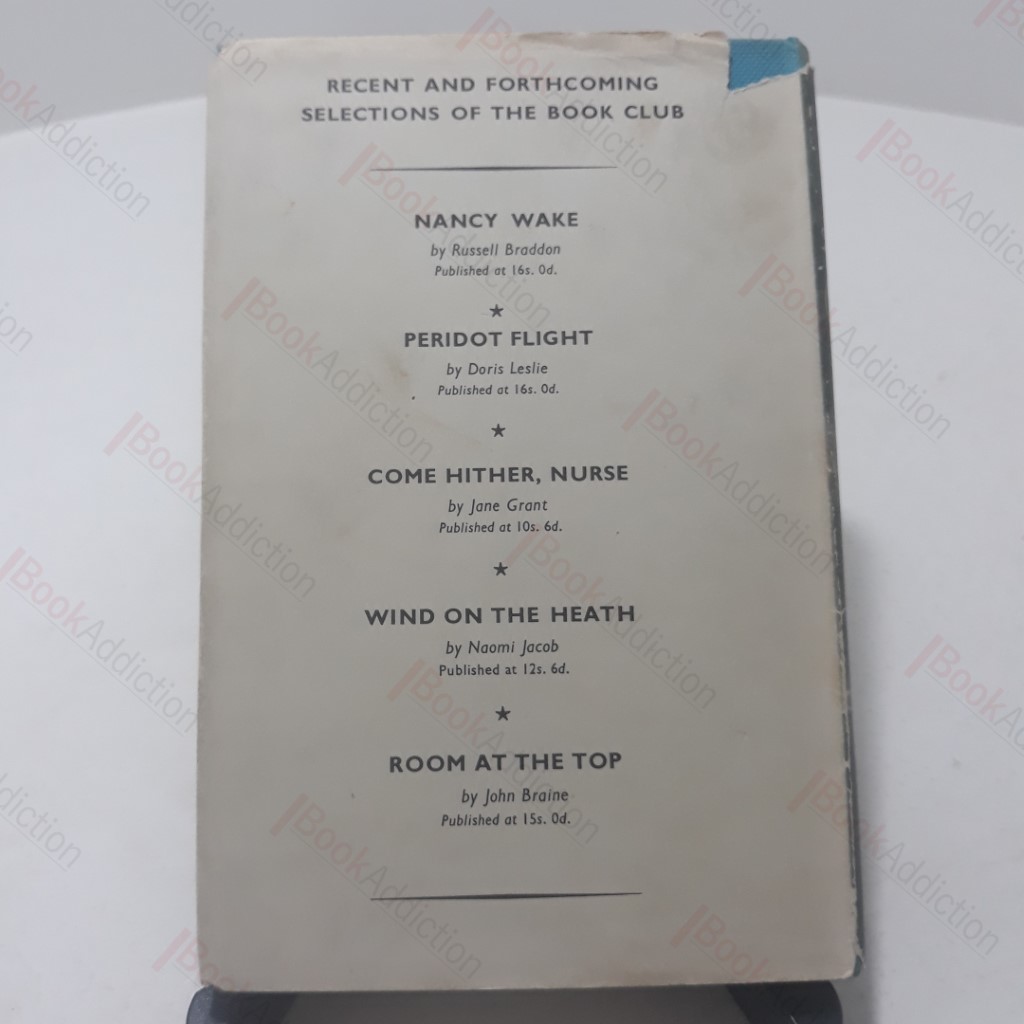 RECENT AND FORTHCOMING
SELECTIONS OF THE BOOK CLUB
NANCY WAKE
by Russell Braddon
Published at 16s. 0d.
★
PERIDOT FLIGHT
by Doris Leslie
Published at 16s. 0d.
★
COME HITHER, NURSE
by Jane Grant
Published at 10s. 6d.
★
WIND ON THE HEATH
by Naomi Jacob
Published at 12s. 6d.
★
ROOM AT THE TOP
by John Braine
Published at 15s. 0d.
BookAddiction